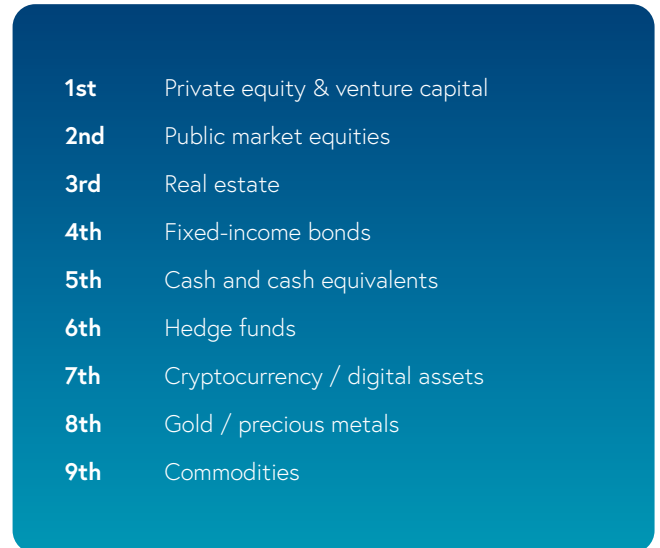 1st Private equity & venture capital
2nd Public market equities
3rd Real estate
4th Fixed-income bonds
5th Cash and cash equivalents
6th Hedge funds
7th Cryptocurrency / digital assets
8th Gold / precious metals
9th Commodities